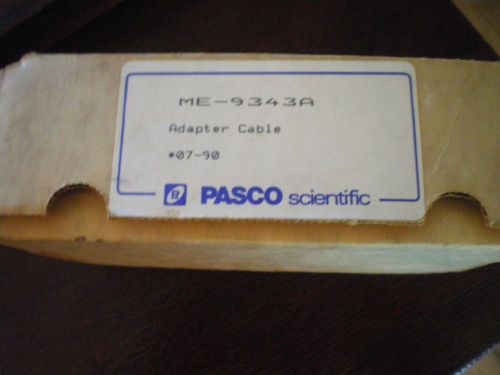 ME-9343A
Adapter Cable
*07-90
PASCO scientific